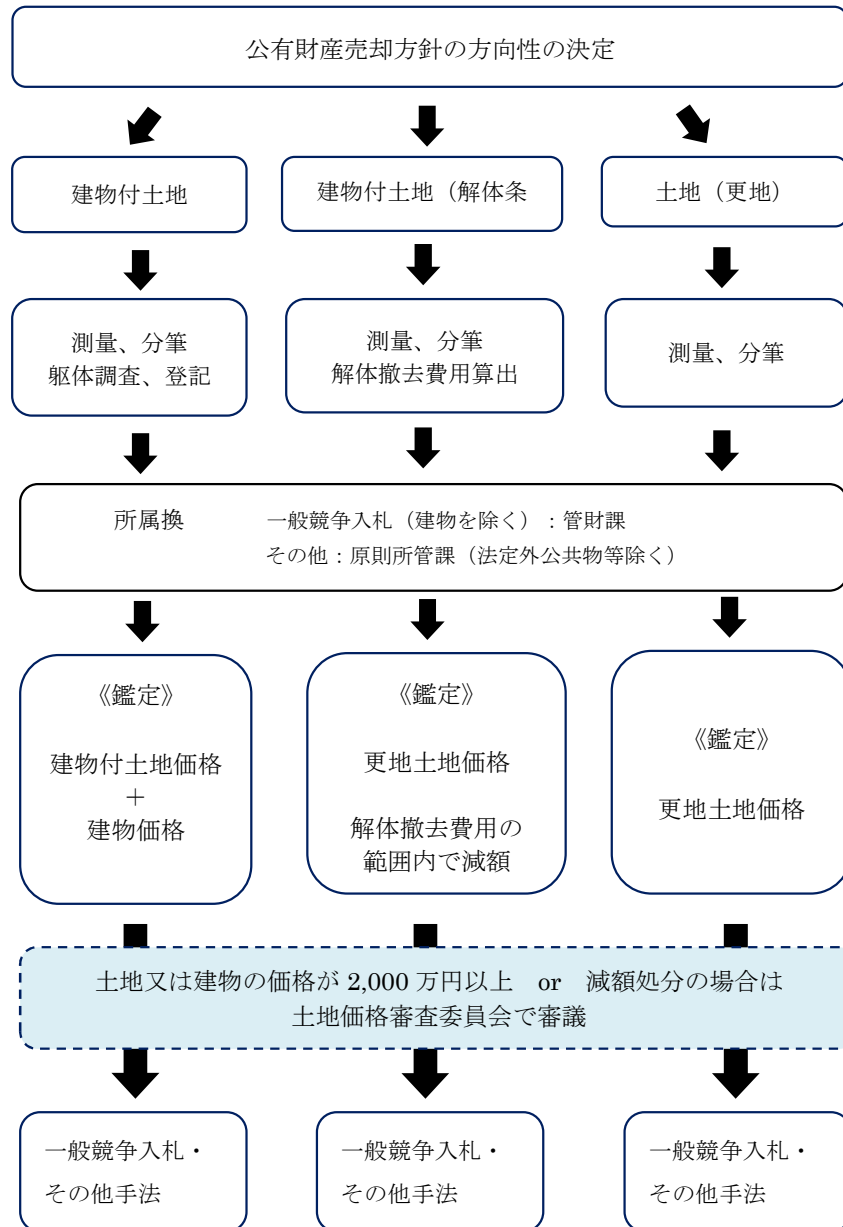 公有財産売却方針の方向性の決定
建物付土地
建物付土地（解体条
土地（更地）
測量、分筆
躯体調査、登記
測量、分筆
解体撤去費用算出
測量、分筆
所属換　　一般競争入札（建物を除く）：管財課
その他：原則所管課（法定外公共物等除く）
《鑑定》
建物付土地価格
＋
建物価格
《鑑定》
更地土地価格
解体撤去費用の
範囲内で減額
《鑑定》
更地土地価格
土地又は建物の価格が 2,000 万円以上　or　減額処分の場合は
土地価格審査委員会で審議
一般競争入札・
その他手法
一般競争入札・
その他手法
一般競争入札・
その他手法